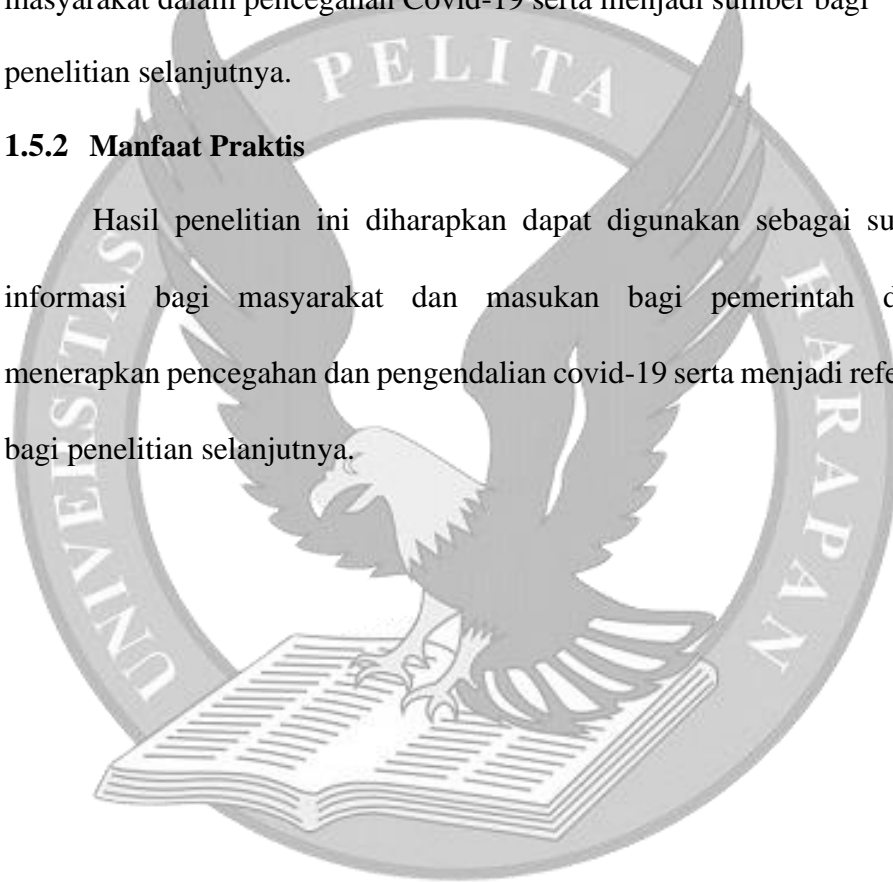 masyarakat dalam pencegahan Covid-19 serta menjadi sumber bagi
penelitian selanjutnya.
1.5.2 Manfaat Praktis
Hasil penelitian ini diharapkan dapat digunakan sebagai su
informasi bagi masyarakat dan masukan bagi pemerintah d
menerapkan pencegahan dan pengendalian covid-19 serta menjadi refe
bagi penelitian selanjutnya.
UNIVERSITAS PELITA HARAPAN